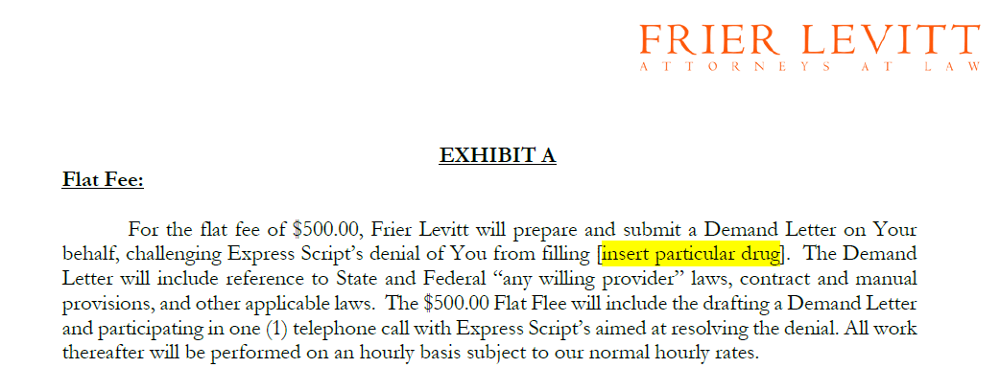 FRIER LEVITT
ATTORNEYS AT LAW
EXHIBIT A
Flat Fee:
For the flat fee of $500.00, Frier Levitt will prepare and submit a Demand Letter on Your
behalf, challenging Express Script’s denial of You from filling [insert particular drug].  The Demand
Letter will include reference to State and Federal “any willing provider” laws, contract and manual
provisions, and other applicable laws.  The $500.00 Flat Flee will include the drafting a Demand Letter
and participating in one (1) telephone call with Express Script’s aimed at resolving the denial. All work
thereafter will be performed on an hourly basis subject to our normal hourly rates.